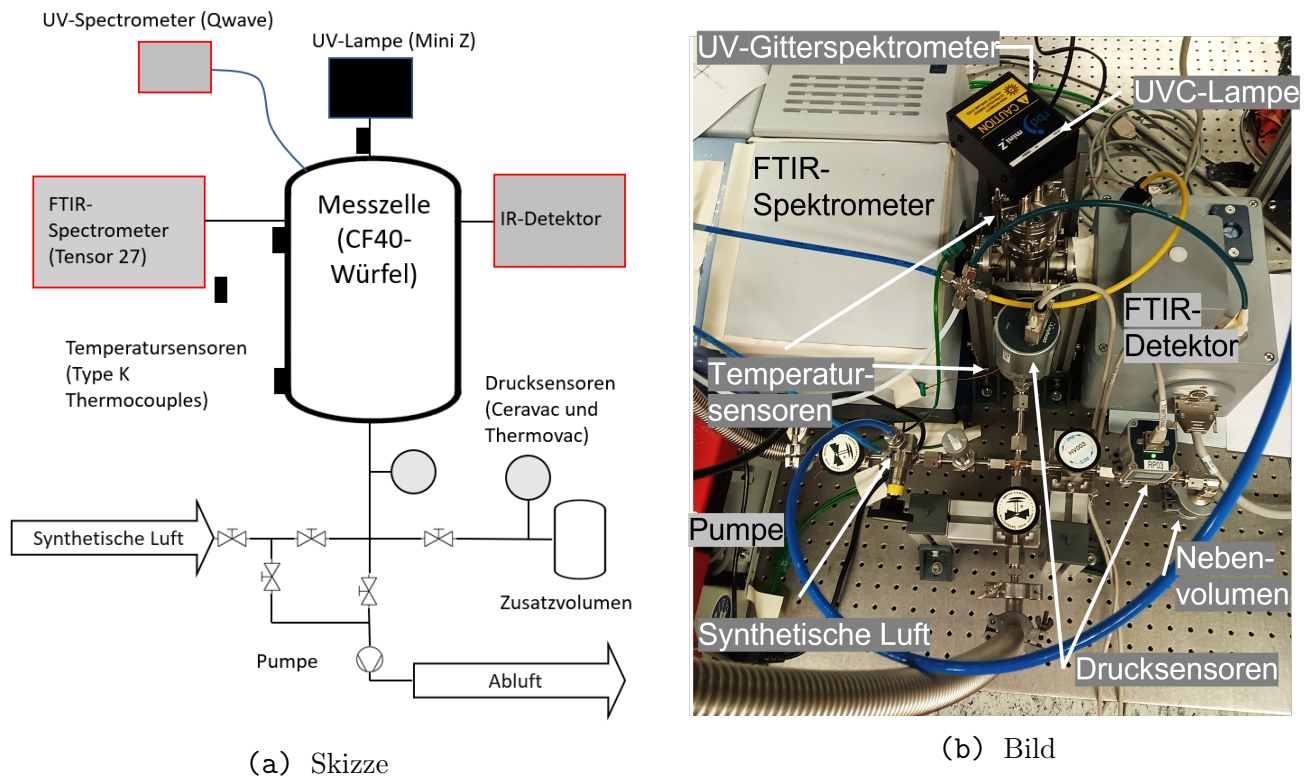 UV-Spectrometer (Qwave)
UV-Lampe (Mini Z)
FTIR-
Spectrometer
(Tensor 27)
Messzelle
(CF40-
Würfel)
IR-Detektor
Temperatursensoren
(Type K
Thermocouples)
Drucksensoren
(Ceravac und
Thermovac)
Synthetische Luft
Zusatzvolumen
Pumpe
Abluft
(a) Skizze
UV-Gitterspektrometer
UVC-Lampe
CAUTION
rbd
mini Z
FTIR-
Spektrometer
FTIR-
Detektor
Temperatur-
sensoren
RP03
Pumpe
Neben-
volumen
Synthetische Luft
Drucksensoren
(b) Bild